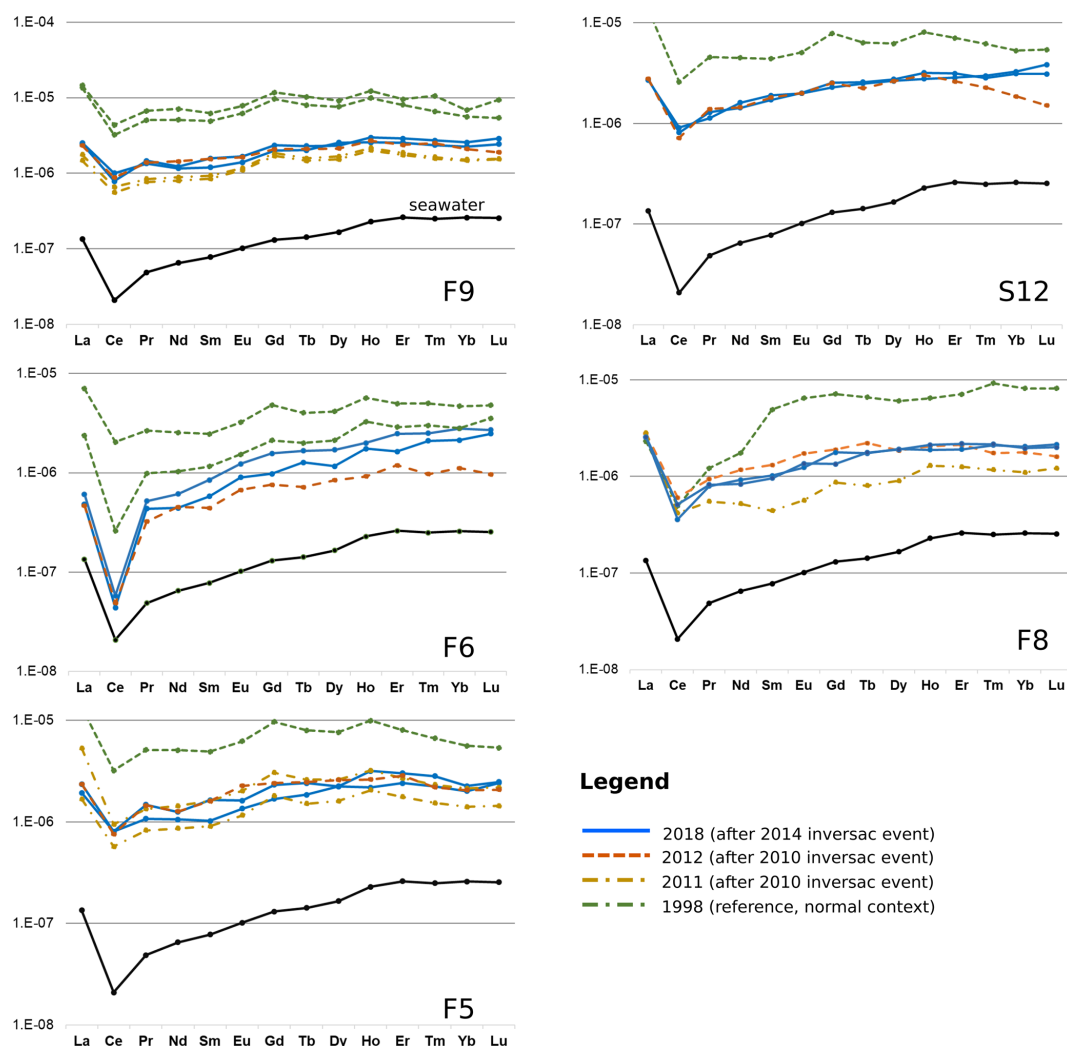 1.E-04
1.E-05
1.E-06
1.E-07
1.E-08
seawater
F9
La Ce Pr Nd Sm Eu Gd Tb Dy Ho Er Tm Yb Lu
1.E-05
1.E-06
1.E-07
1.E-08
S12
La Ce Pr Nd Sm Eu Gd Tb Dy Ho Er Tm Yb Lu
1.E-05
1.E-06
1.E-07
1.E-08
F6
La Ce Pr Nd Sm Eu Gd Tb Dy Ho Er Tm Yb Lu
1.E-05
1.E-06
1.E-07
1.E-08
F8
La Ce Pr Nd Sm Eu Gd Tb Dy Ho Er Tm Yb Lu
1.E-05
1.E-06
1.E-07
1.E-08
F5
La Ce Pr Nd Sm Eu Gd Tb Dy Ho Er Tm Yb Lu
Legend
2018 (after 2014 inversac event)
2012 (after 2010 inversac event)
2011 (after 2010 inversac event)
1998 (reference, normal context)